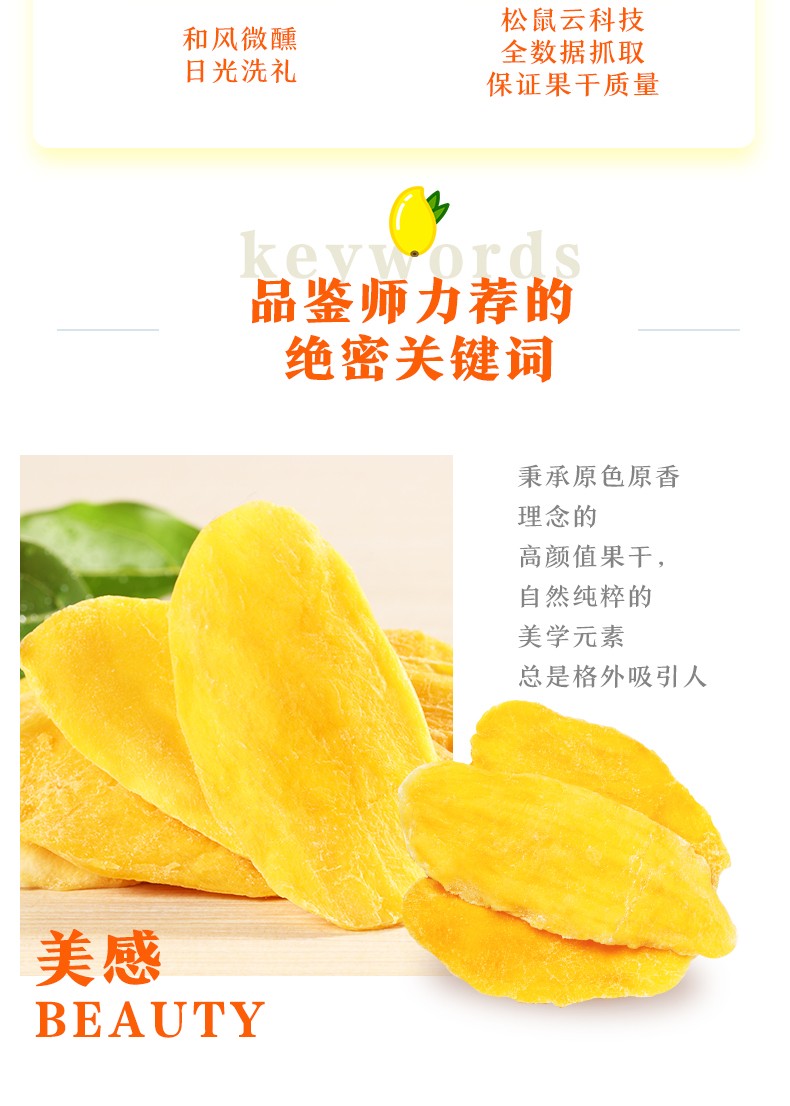 和风微醺
日光洗礼
松鼠云科技
全数据抓取
保证果干质量
keywords
品鉴师力荐的
绝密关键词
秉承原色原香
理念的
高颜值果干，
自然纯粹的
美学元素
总是格外吸引人
美感
BEAUTY